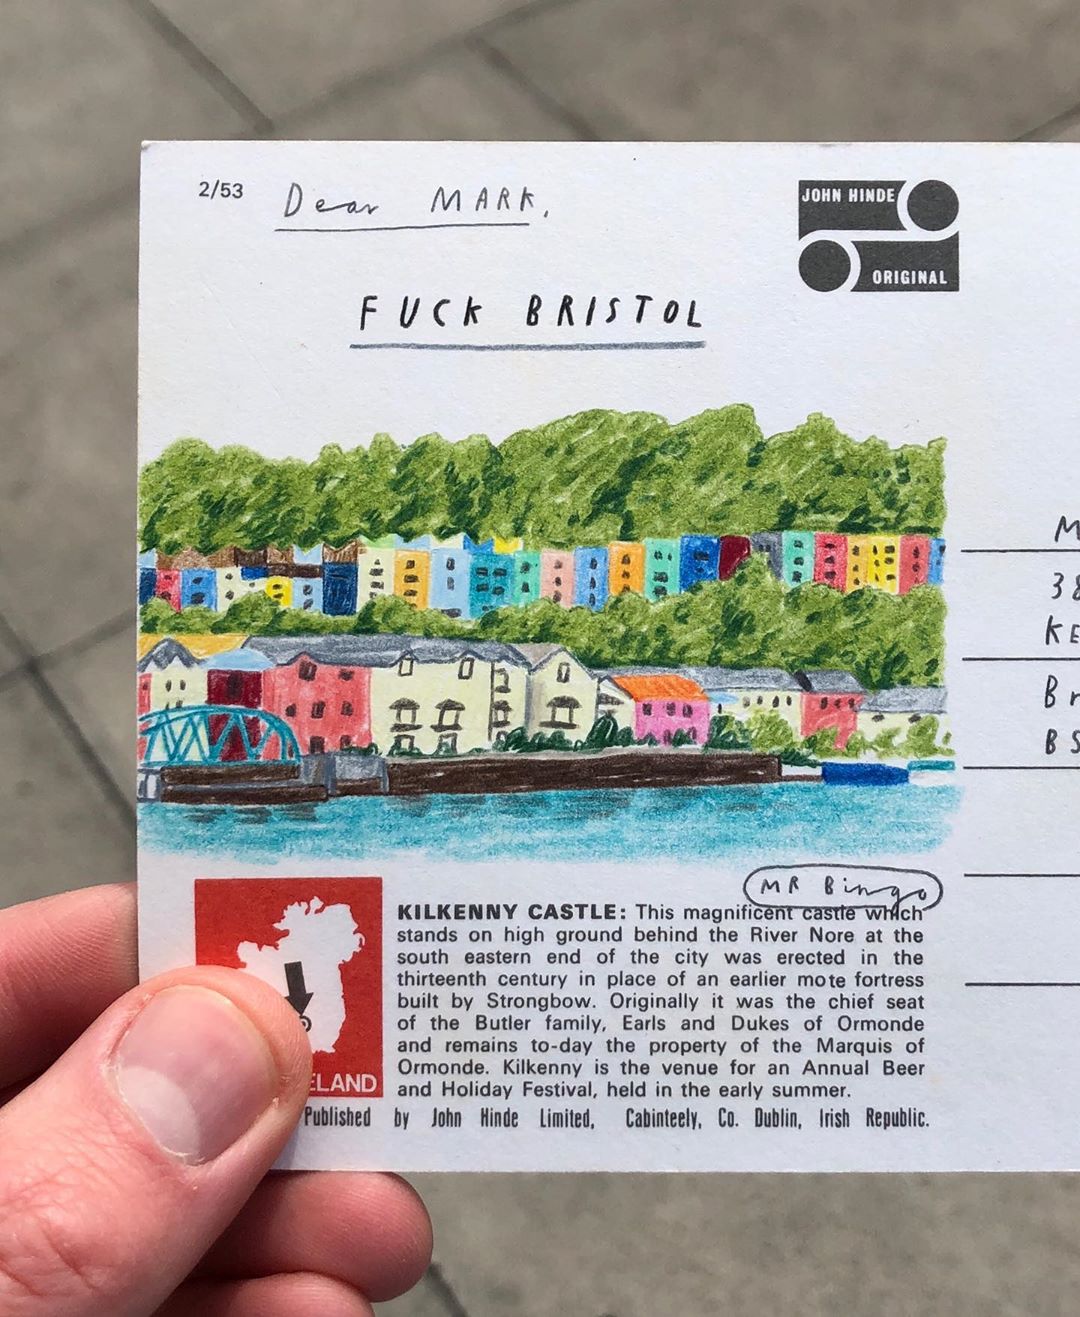 2/53
Dear MARK,
JOHN HINDE
ORIGINAL
FUCK BRISTOL
M
38
KE
Br
BS
MR Bingo
KILKENNY CASTLE: This magnificent castle which
stands on high ground behind the River Nore at the
south eastern end of the city was erected in the
thirteenth century in place of an earlier mote fortress
built by Strongbow. Originally it was the chief seat
of the Butler family, Earls and Dukes of Ormonde
and remains to-day the property of the Marquis of
Ormonde. Kilkenny is the venue for an Annual Beer
and Holiday Festival, held in the early summer.
ELAND
Published by John Hinde Limited, Cabinteely, Co. Dublin, Irish Republic.